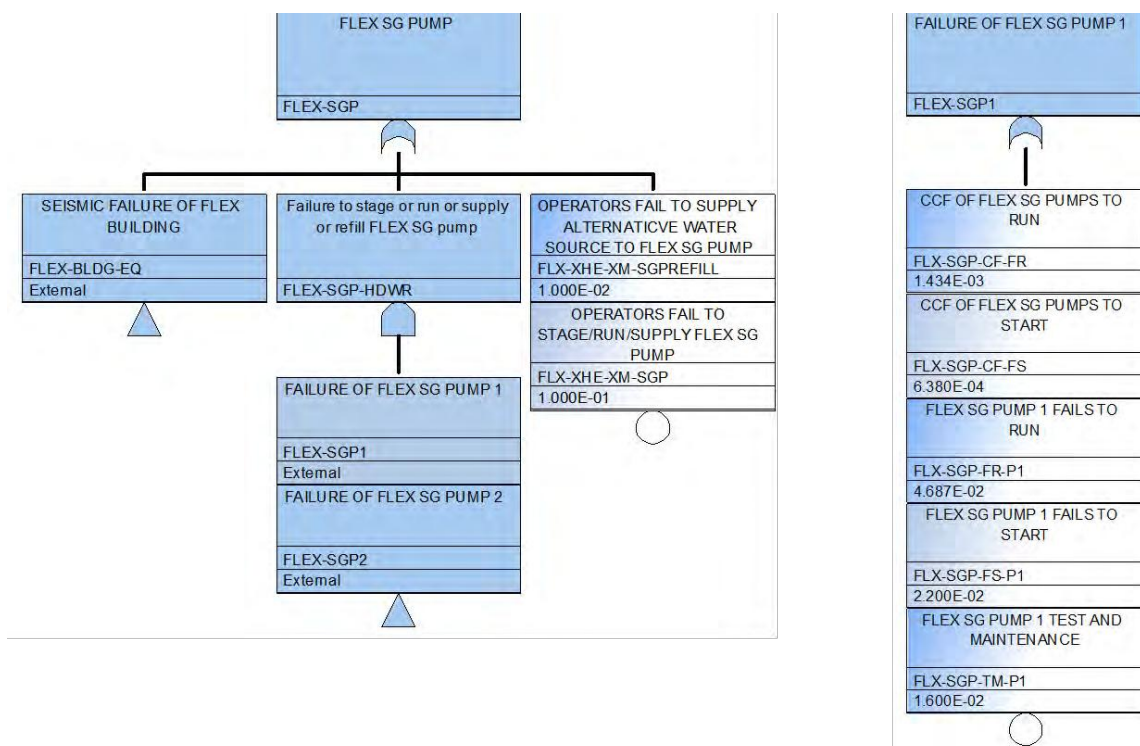 FLEX SG PUMP
FLEX-SGP
SEISMIC FAILURE OF FLEX
BUILDING
FLEX-BLDG-EQ
External
Failure to stage or run or supply
or refill FLEX SG pump
FLEX-SGP-HDWR
OPERATORS FAIL TO SUPPLY
ALTERNATICVE WATER
SOURCE TO FLEX SG PUMP
FLX-XHE-XM-SGPREFILL
1.000E-02
OPERATORS FAIL TO
STAGE/RUN/SUPPLY FLEX SG
PUMP
FLX-XHE-XM-SGP
1.000E-01
FAILURE OF FLEX SG PUMP 1
FLEX-SGP1
External
FAILURE OF FLEX SG PUMP 2
FLEX-SGP2
External
FAILURE OF FLEX SG PUMP 1
FLEX-SGP1
CCF OF FLEX SG PUMPS TO
RUN
FLX-SGP-CF-FR
1.434E-03
CCF OF FLEX SG PUMPS TO
START
FLX-SGP-CF-FS
6.380E-04
FLEX SG PUMP 1 FAILS TO
RUN
FLX-SGP-FR-P1
4.687E-02
FLEX SG PUMP 1 FAILS TO
START
FLX-SGP-FS-P1
2.200E-02
FLEX SG PUMP 1 TEST AND
MAINTENANCE
FLX-SGP-TM-P1
1.600E-02